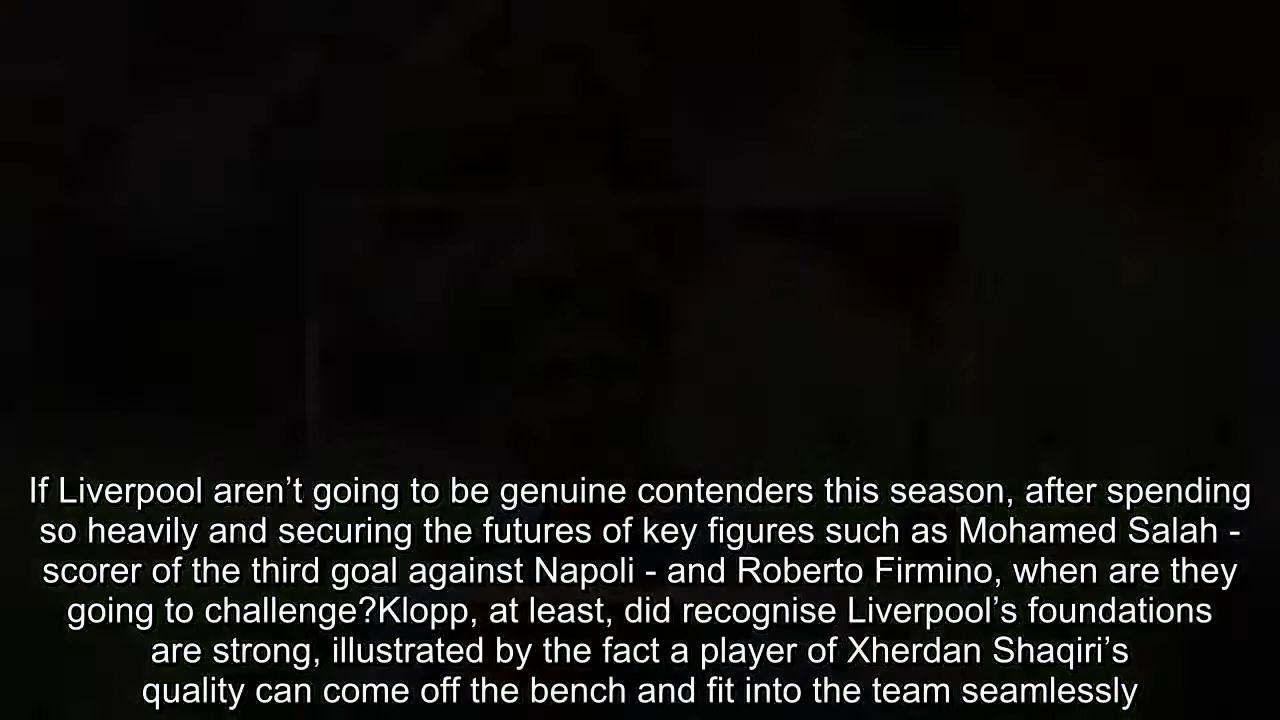 If Liverpool aren’t going to be genuine contenders this season, after spending
so heavily and securing the futures of key figures such as Mohamed Salah -
scorer of the third goal against Napoli - and Roberto Firmino, when are they
going to challenge?Klopp, at least, did recognise Liverpool’s foundations
are strong, illustrated by the fact a player of Xherdan Shaqiri’s
quality can come off the bench and fit into the team seamlessly